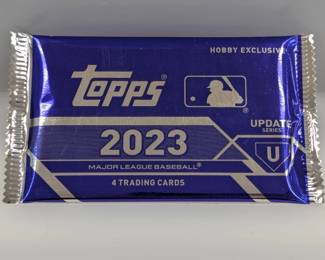 HOBBY EXCLUSIVE
Topps
UPDATE
SERIES
2023
U
MAJOR LEAGUE BASEBALL®
4 TRADING CARDS